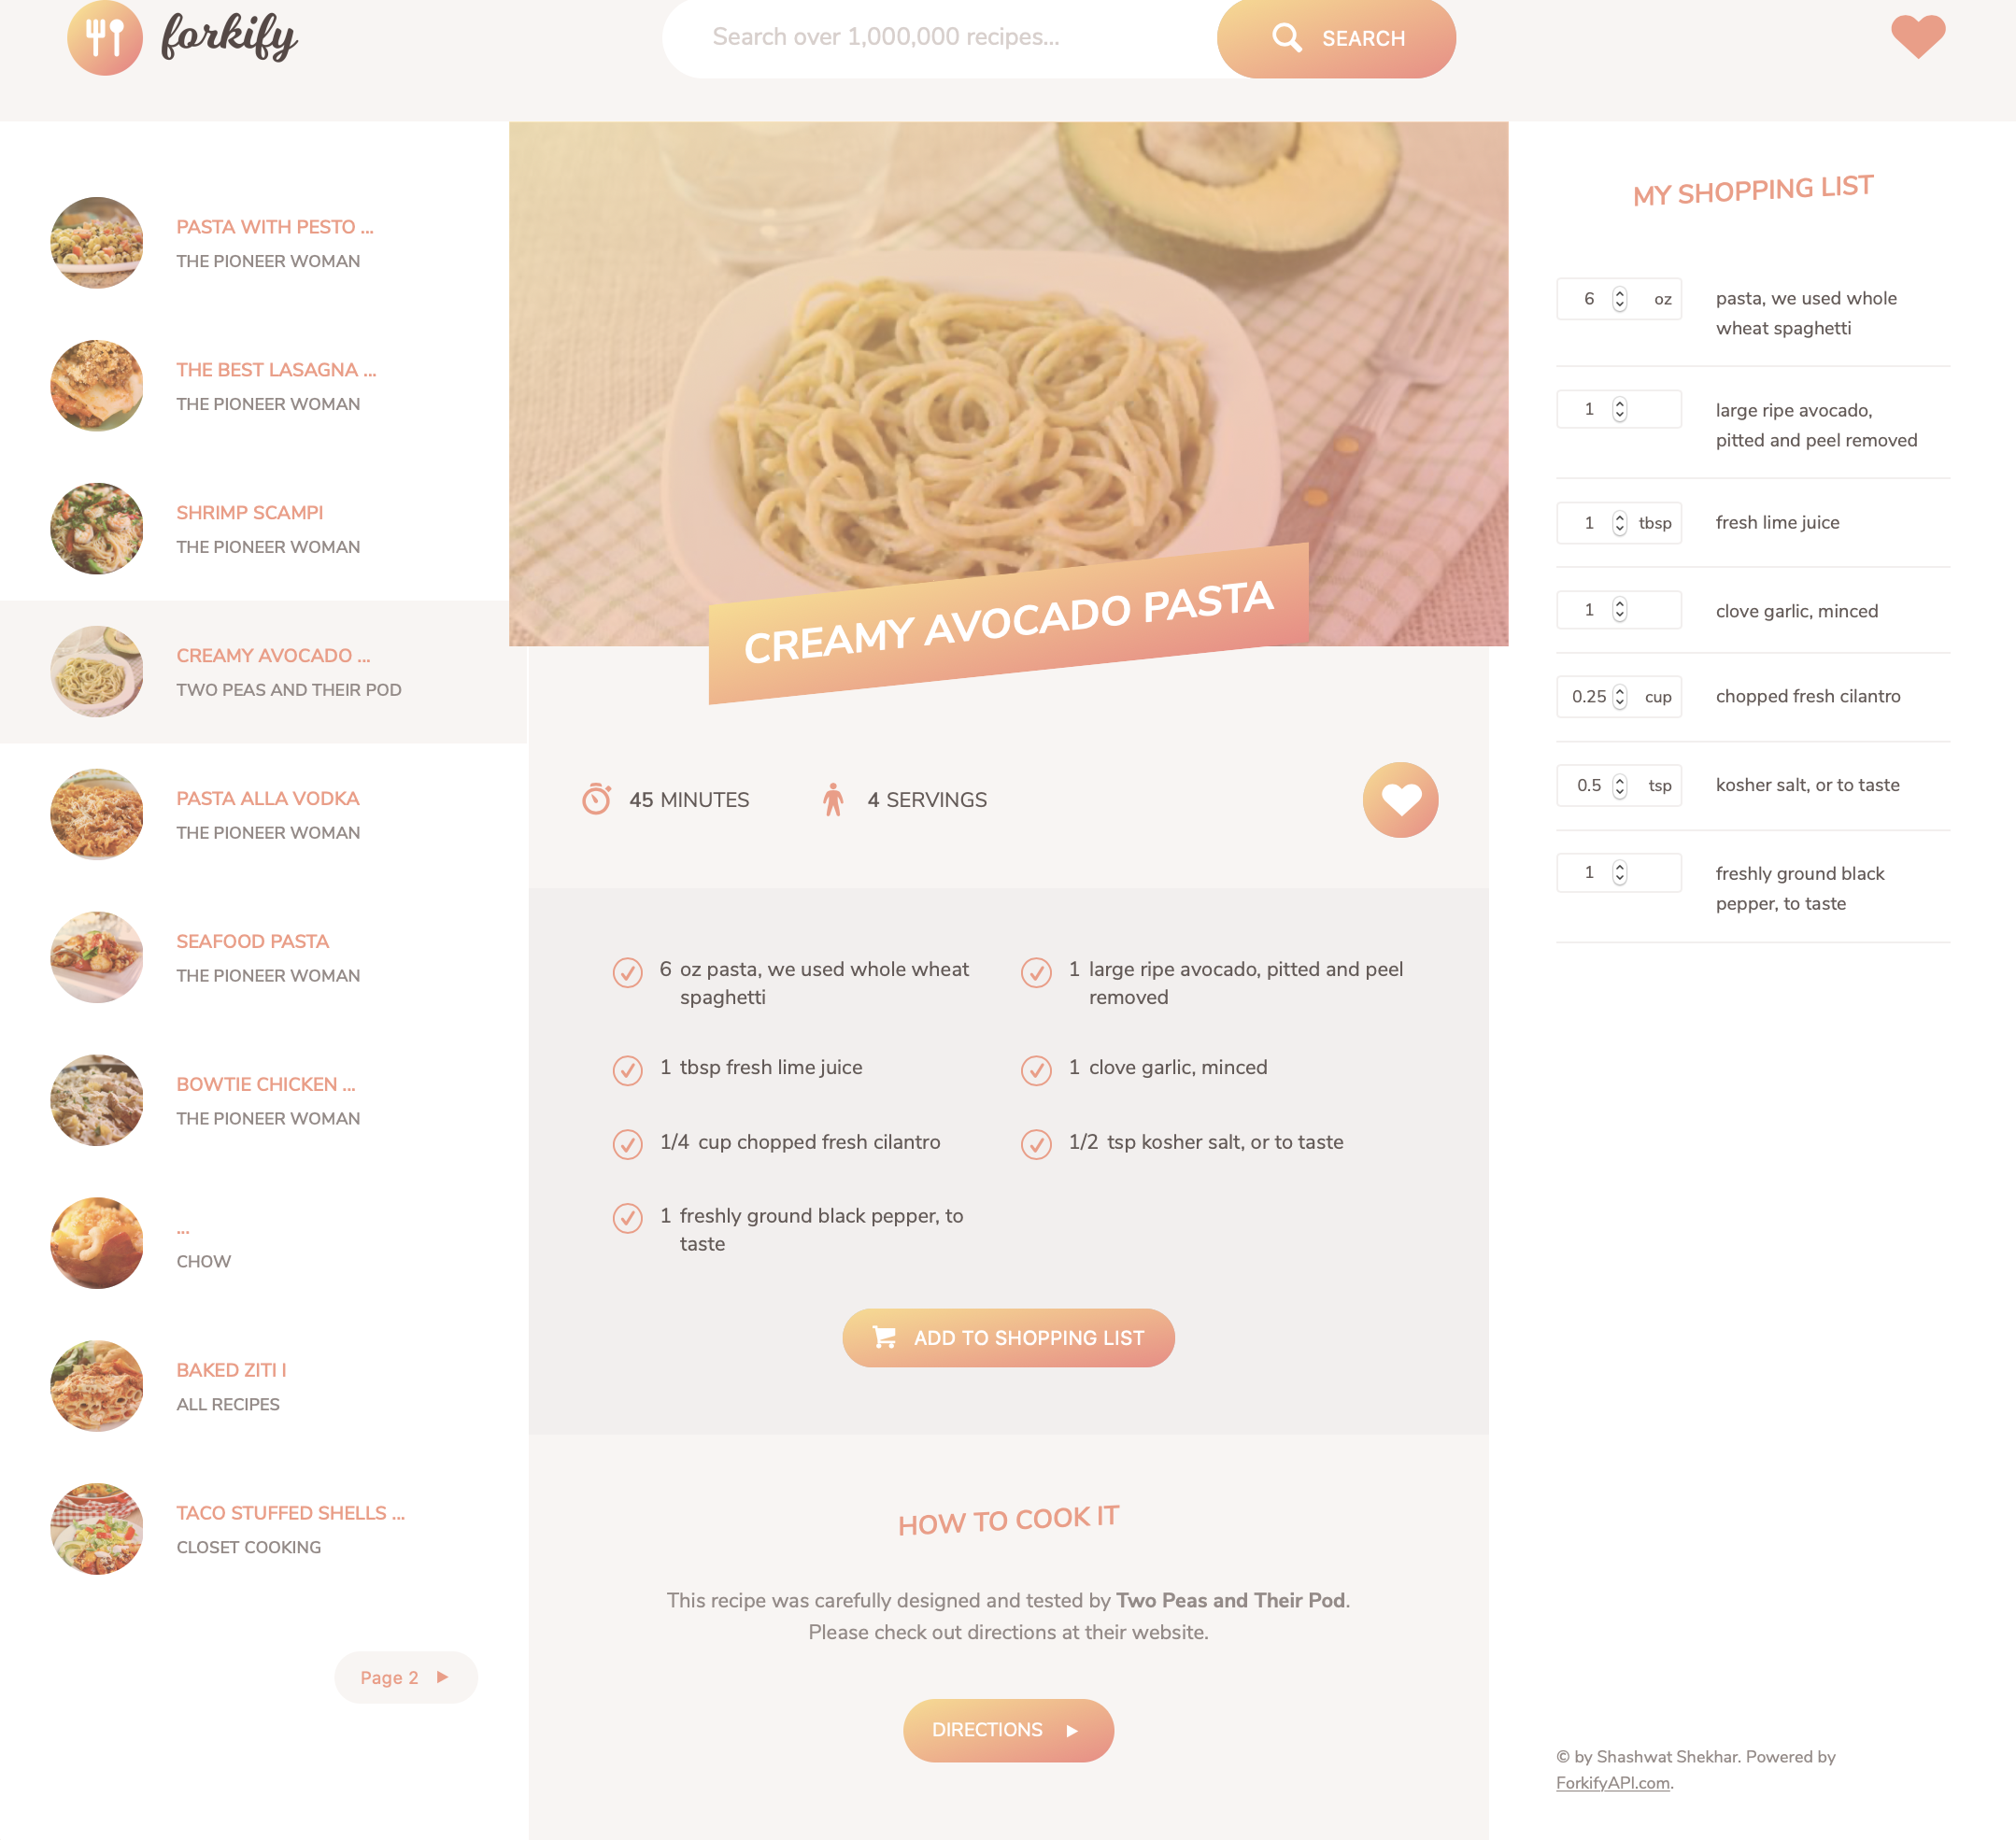 forkify
Search over 1,000,000 recipes...
SEARCH
PASTA WITH PESTO ...
THE PIONEER WOMAN
THE BEST LASAGNA ...
THE PIONEER WOMAN
SHRIMP SCAMPI
THE PIONEER WOMAN
CREAMY AVOCADO ...
TWO PEAS AND THEIR POD
PASTA ALLA VODKA
THE PIONEER WOMAN
SEAFOOD PASTA
THE PIONEER WOMAN
BOWTIE CHICKEN ...
THE PIONEER WOMAN
...
CHOW
BAKED ZITI I
ALL RECIPES
TACO STUFFED SHELLS ...
CLOSET COOKING
Page 2
CREAMY AVOCADO PASTA
45 MINUTES
4 SERVINGS
6 oz pasta, we used whole wheat
spaghetti
1 large ripe avocado, pitted and peel
removed
1 tbsp fresh lime juice
1 clove garlic, minced
1/4 cup chopped fresh cilantro
1/2 tsp kosher salt, or to taste
1 freshly ground black pepper, to
taste
ADD TO SHOPPING LIST
HOW TO COOK IT
This recipe was carefully designed and tested by Two Peas and Their Pod.
Please check out directions at their website.
DIRECTIONS
MY SHOPPING LIST
6 oz pasta, we used whole
wheat spaghetti
1 large ripe avocado,
pitted and peel removed
1 tbsp fresh lime juice
1 clove garlic, minced
0.25 cup chopped fresh cilantro
0.5 tsp kosher salt, or to taste
1 freshly ground black
pepper, to taste
© by Shashwat Shekhar. Powered by
ForkifyAPI.com.